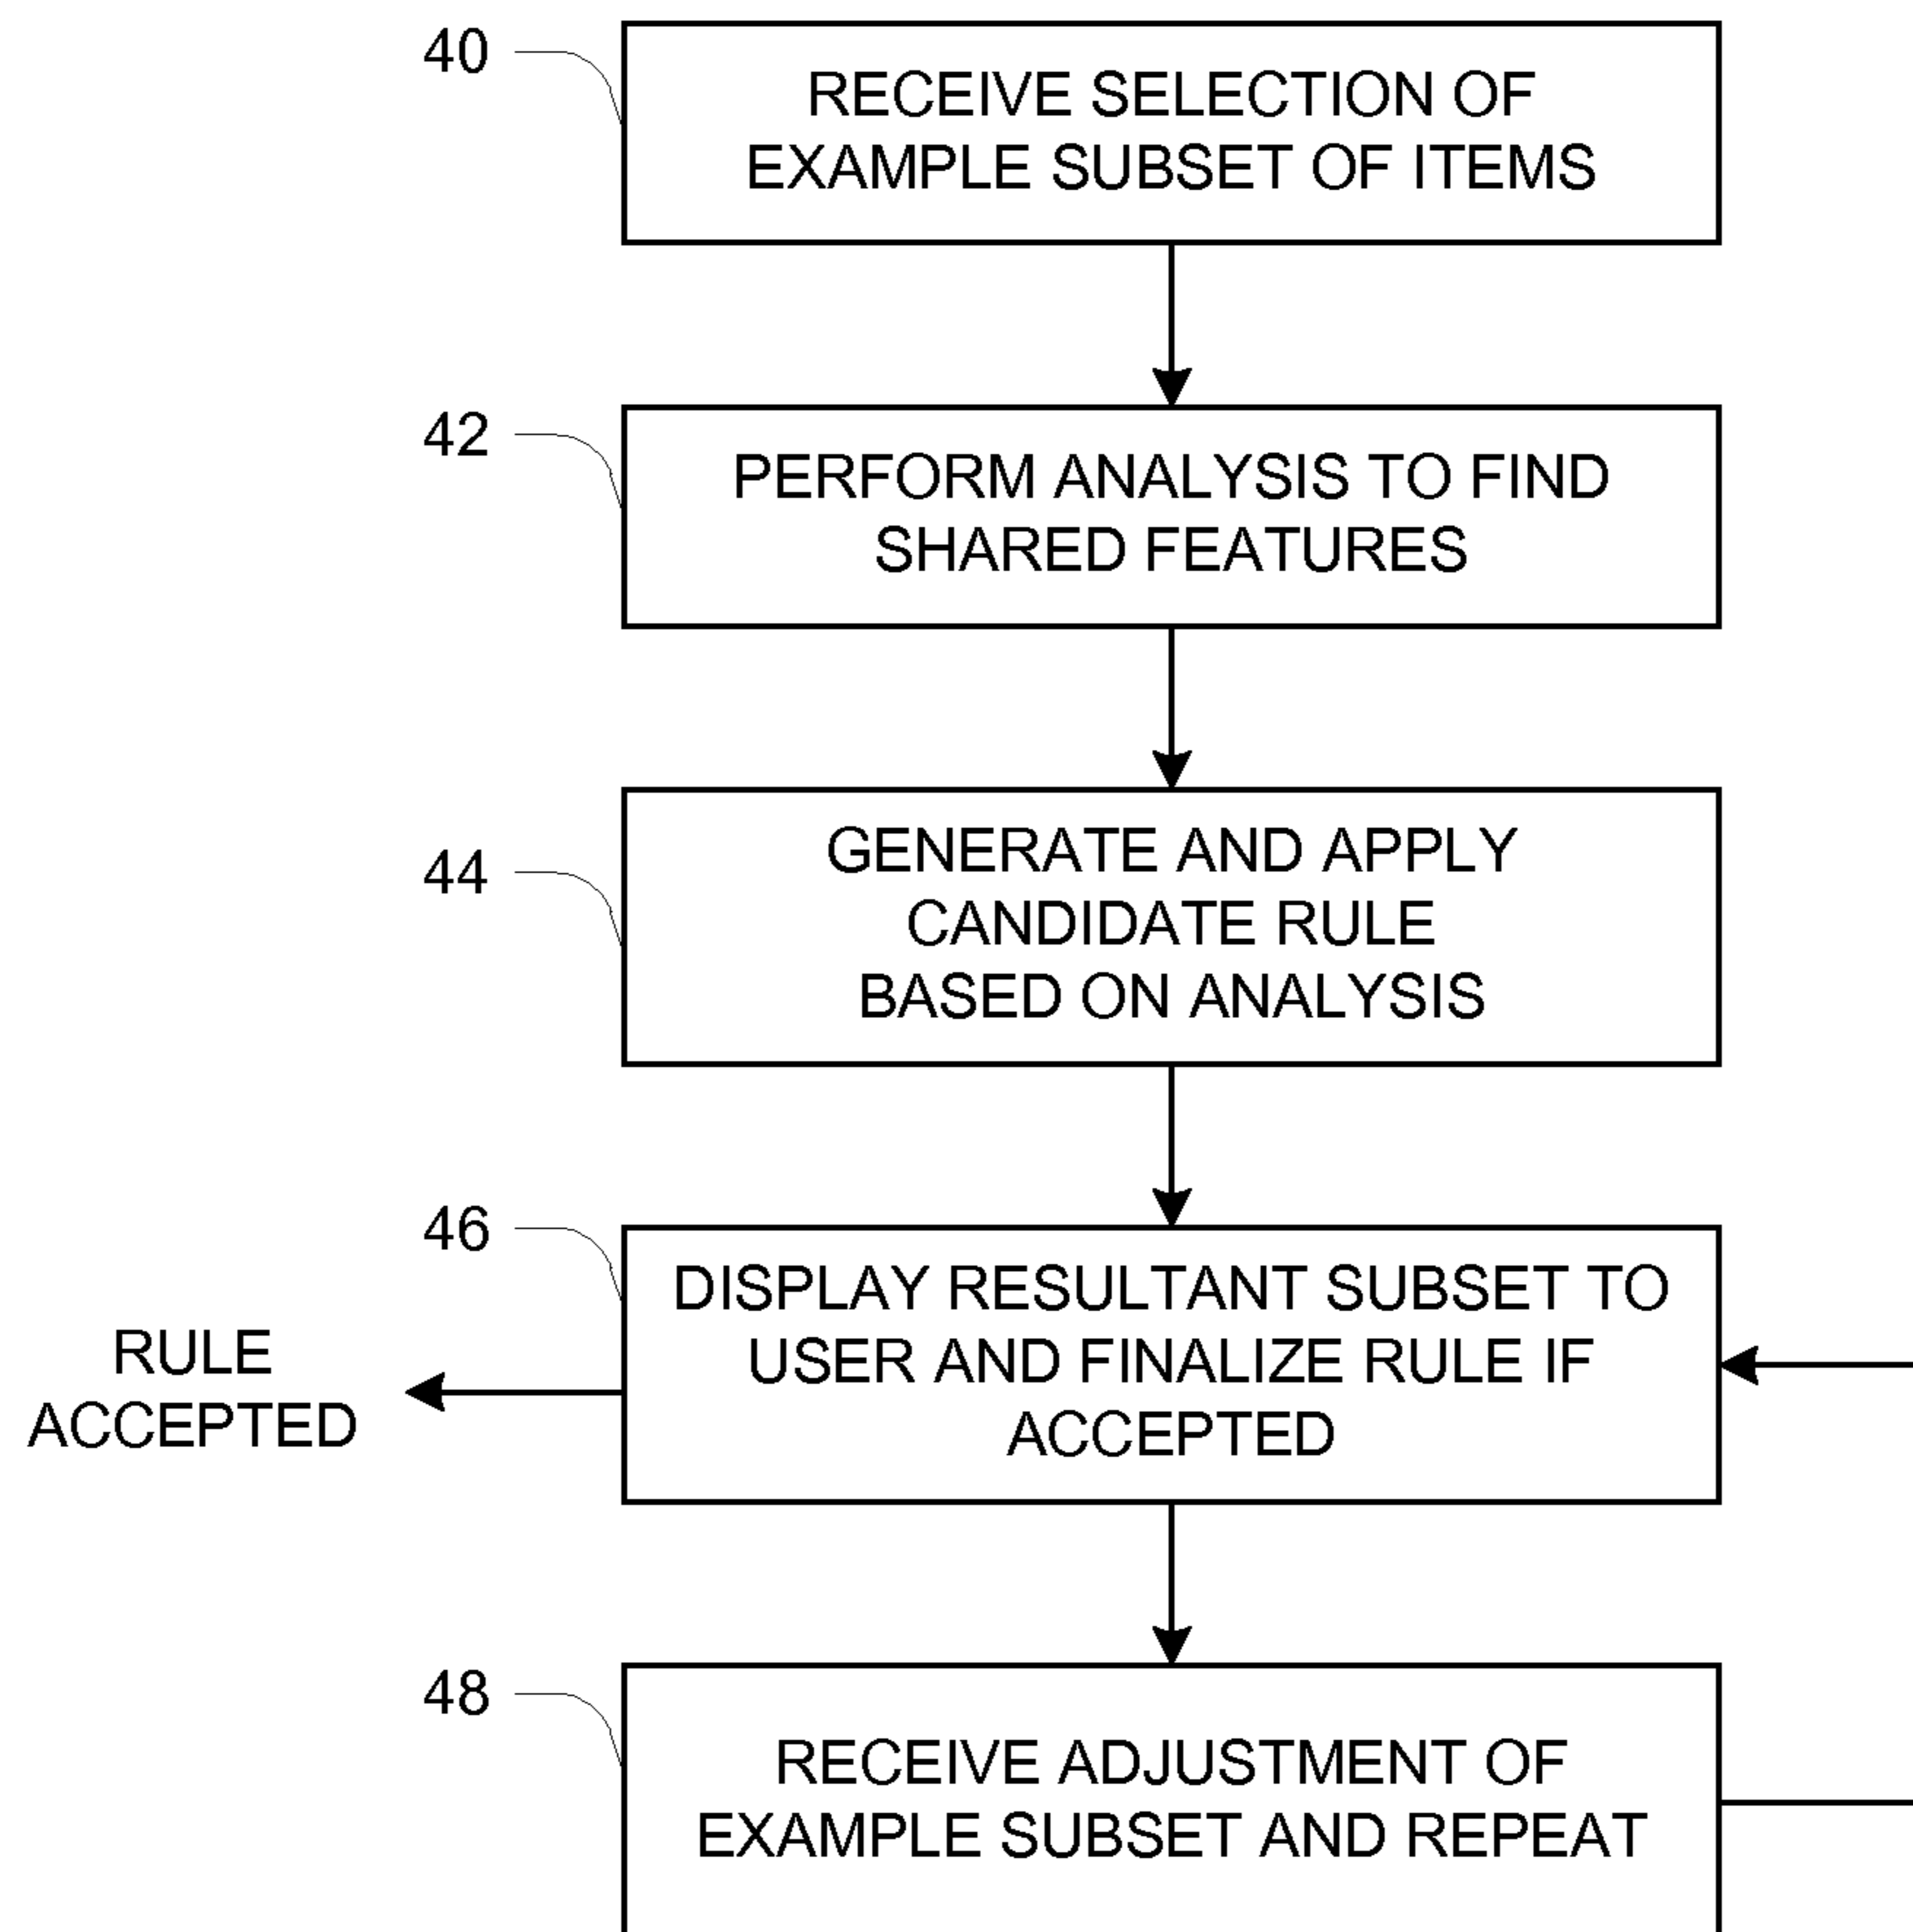 40
RECEIVE SELECTION OF
EXAMPLE SUBSET OF ITEMS
42
PERFORM ANALYSIS TO FIND
SHARED FEATURES
44
GENERATE AND APPLY
CANDIDATE RULE
BASED ON ANALYSIS
46
DISPLAY RESULTANT SUBSET TO
USER AND FINALIZE RULE IF
ACCEPTED
RULE
ACCEPTED
48
RECEIVE ADJUSTMENT OF
EXAMPLE SUBSET AND REPEAT